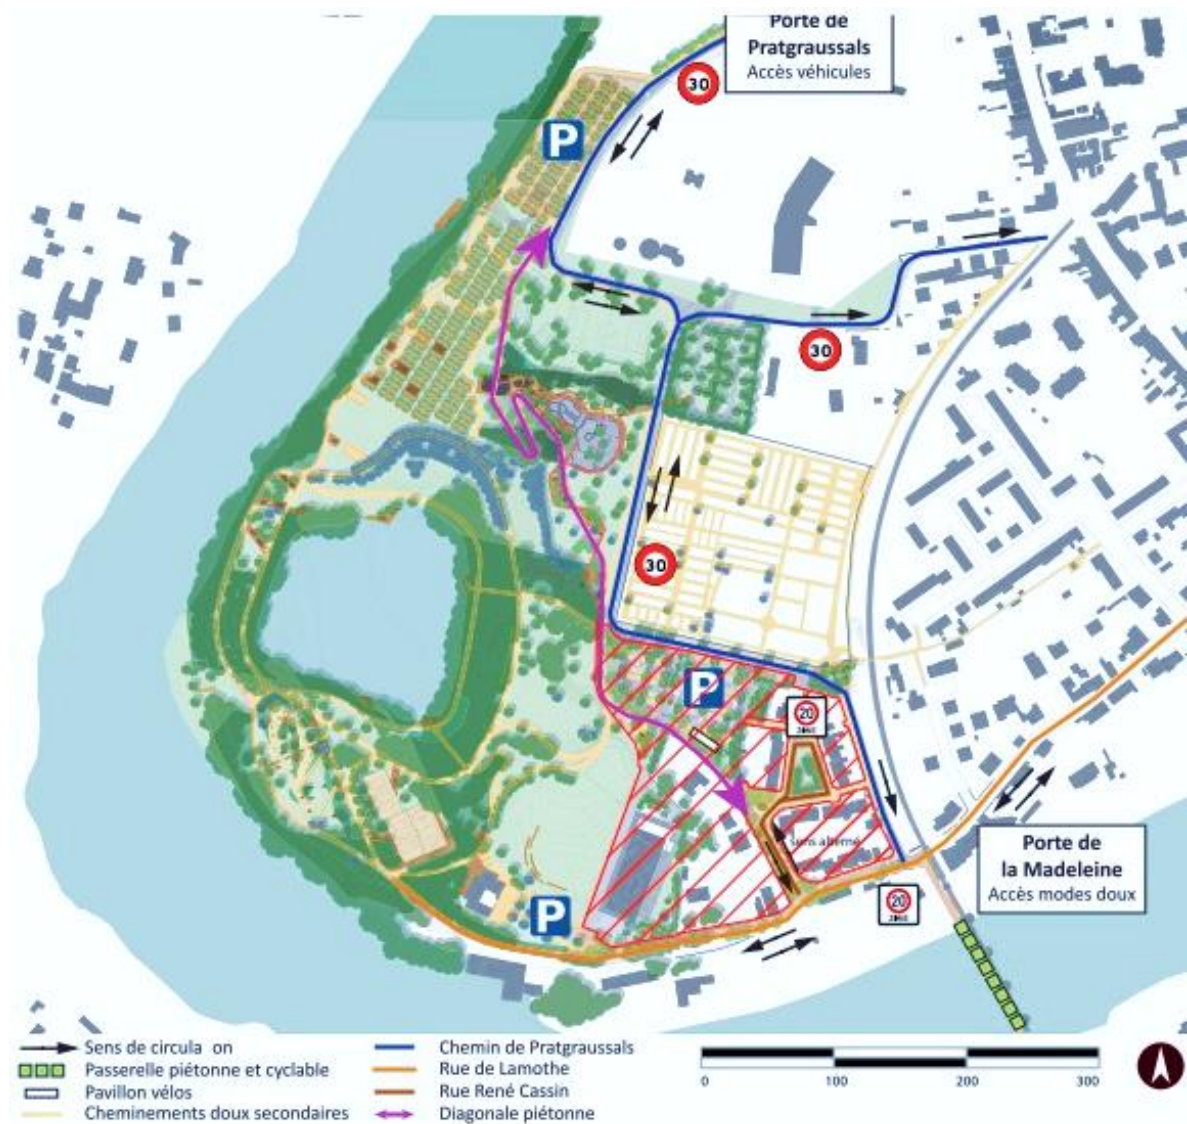 Porte de
Pratgraussals
Accès véhicules
30
P
30
30
P
20
ZONE
Sens alterné
Porte de
la Madeleine
Accès modes doux
20
ZONE
P
Sens de circula on
Passerelle piétonne et cyclable
Pavillon vélos
Cheminements doux secondaires
Chemin de Pratgraussals
Rue de Lamothe
Rue René Cassin
Diagonale piétonne
0 100 200 300